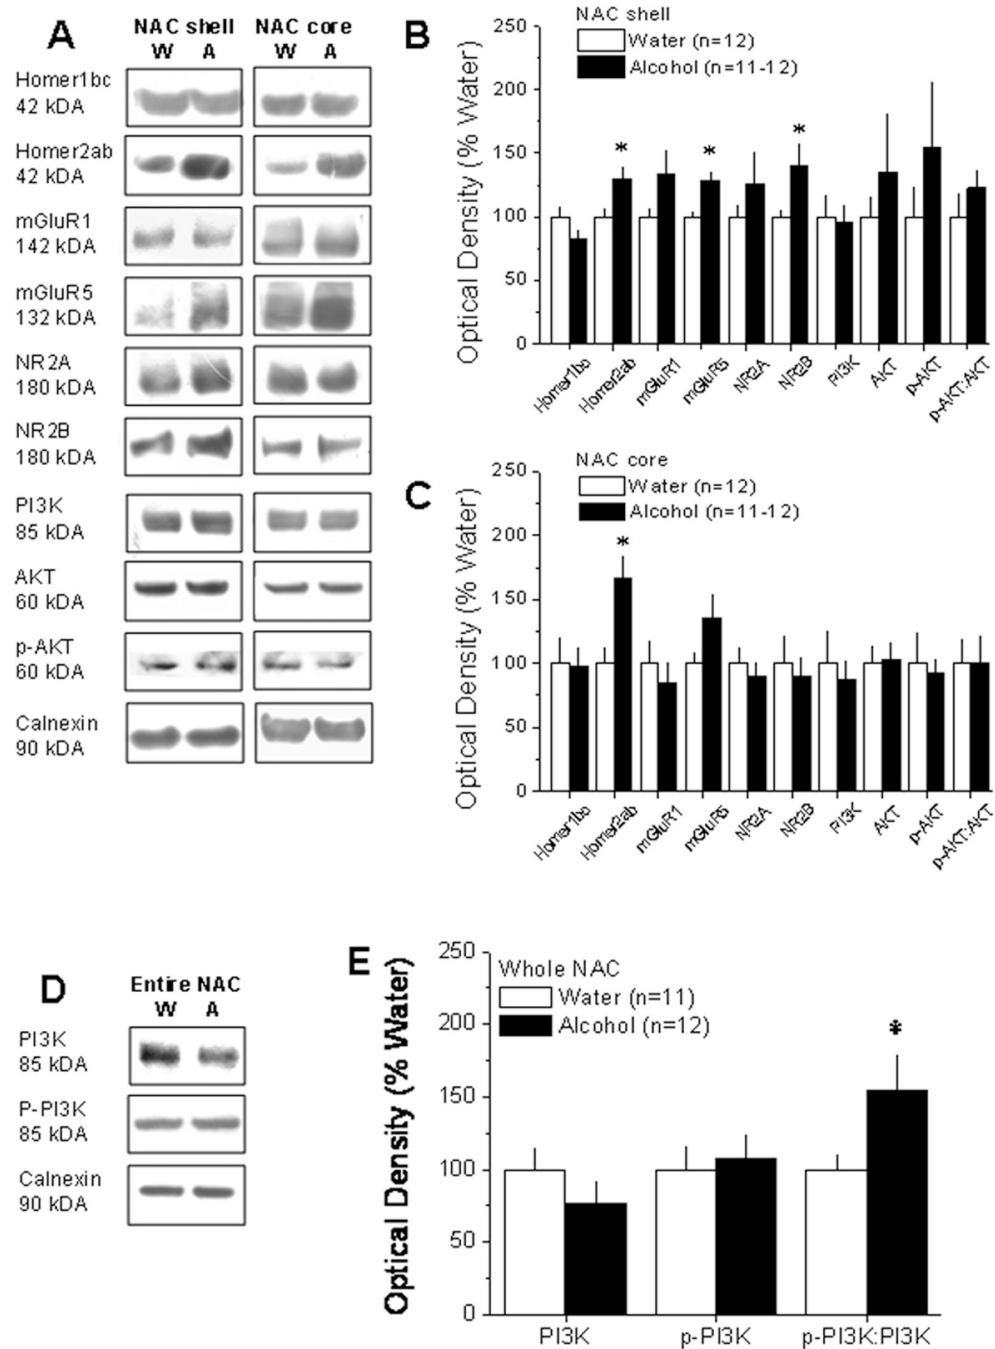 A
NAC shell NAC core
W A W A
Homer1bc
42 kDA
Homer2ab
42 kDA
mGluR1
142 kDA
mGluR5
132 kDA
NR2A
180 kDA
NR2B
180 kDA
PI3K
85 kDA
AKT
60 kDA
p-AKT
60 kDA
Calnexin
90 kDA
B
NAC shell
Water (n=12)
Alcohol (n=11-12)
Optical Density (% Water)
250
200
150
100
50
0
* * *
Homer1bc Homer2ab mGluR1 mGluR5 NR2A NR2B PI3K AKT p-AKT p-AKT:AKT
C
NAC core
Water (n=12)
Alcohol (n=11-12)
Optical Density (% Water)
250
200
150
100
50
0
*
Homer1bc Homer2ab mGluR1 mGluR5 NR2A NR2B PI3K AKT p-AKT p-AKT:AKT
D
Entire NAC
W A
PI3K
85 kDA
P-PI3K
85 kDA
Calnexin
90 kDA
E
Whole NAC
Water (n=11)
Alcohol (n=12)
Optical Density (% Water)
250
200
150
100
50
0
*
PI3K p-PI3K p-PI3K:PI3K